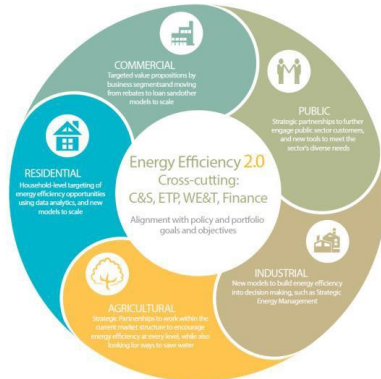 COMMERCIAL
Targeted value propositions by
business segmentsand moving
from rebates to loan sandother
models to scale
PUBLIC
Strategic partnerships to further
engage public sector customers,
and new tools to meet the
sector's diverse needs
RESIDENTIAL
Household-level targeting of
energy efficiency opportunities
using data analytics, and new
models to scale
Energy Efficiency 2.0
Cross-cutting:
C&S, ETP, WE&T, Finance
Alignment with policy and portfolio
goals and objectives
INDUSTRIAL
New models to build energy efficiency
into decision making, such as Strategic
Energy Management
AGRICULTURAL
Strategic Partnerships to work within the
current market structure to encourage
energy efficiency at every level, while also
looking for ways to save water